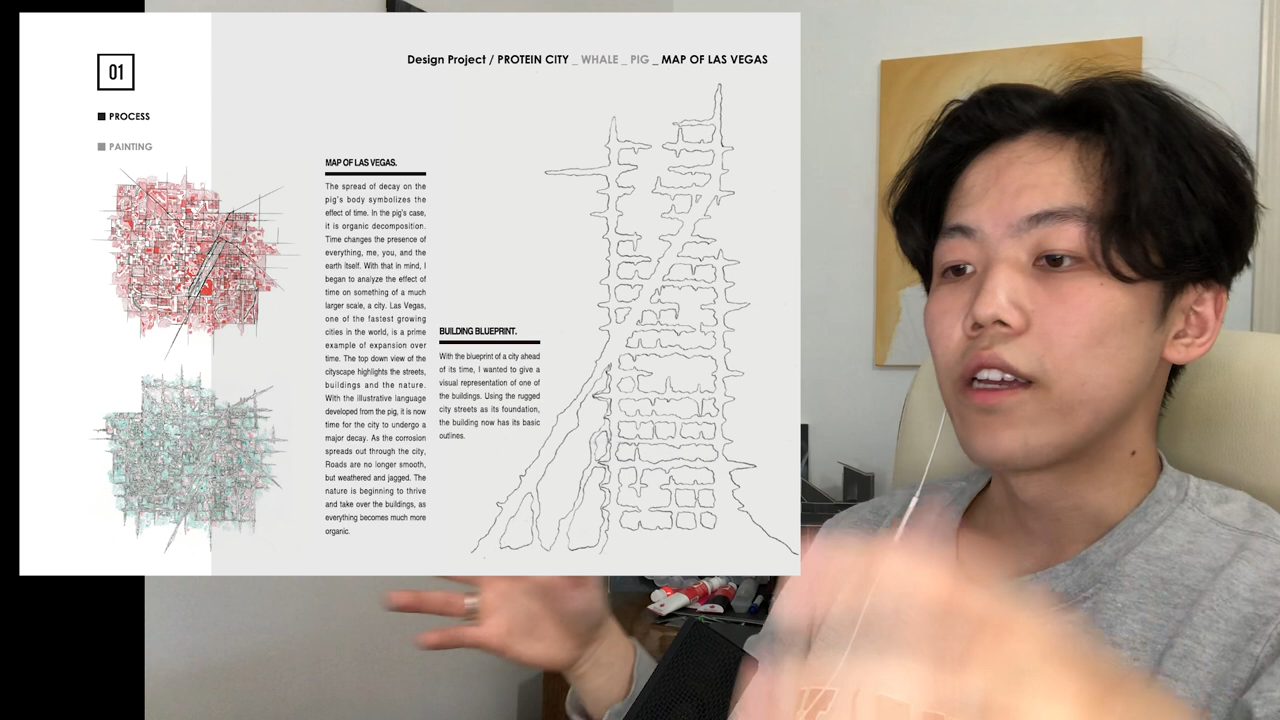 01
PROCESS
PAINTING
Design Project / PROTEIN CITY _ WHALE _ PIG _ MAP OF LAS VEGAS
MAP OF LAS VEGAS.
The spread of decay on the
pig's body symbolizes the
effect of time. In the pig's case,
it is organic decomposition.
Time changes the presence of
everything, me, you, and the
earth itself. With that in mind, I
began to analyze the effect of
time on something of a much
larger scale, a city. Las Vegas,
one of the fastest growing
cities in the world, is a prime
example of expansion over
time. The top down view of the
cityscape highlights the streets,
buildings and the nature.
With the illustrative language
developed from the pig, it is now
time for the city to undergo a
major decay. As the corrosion
spreads out through the city,
Roads are no longer smooth,
but weathered and jagged. The
nature is beginning to thrive
and take over the buildings, as
everything becomes much more
organic.
BUILDING BLUEPRINT.
With the blueprint of a city ahead
of its time, I wanted to give a
visual representation of one of
the buildings. Using the rugged
city streets as its foundation,
the building now has its basic
outlines.